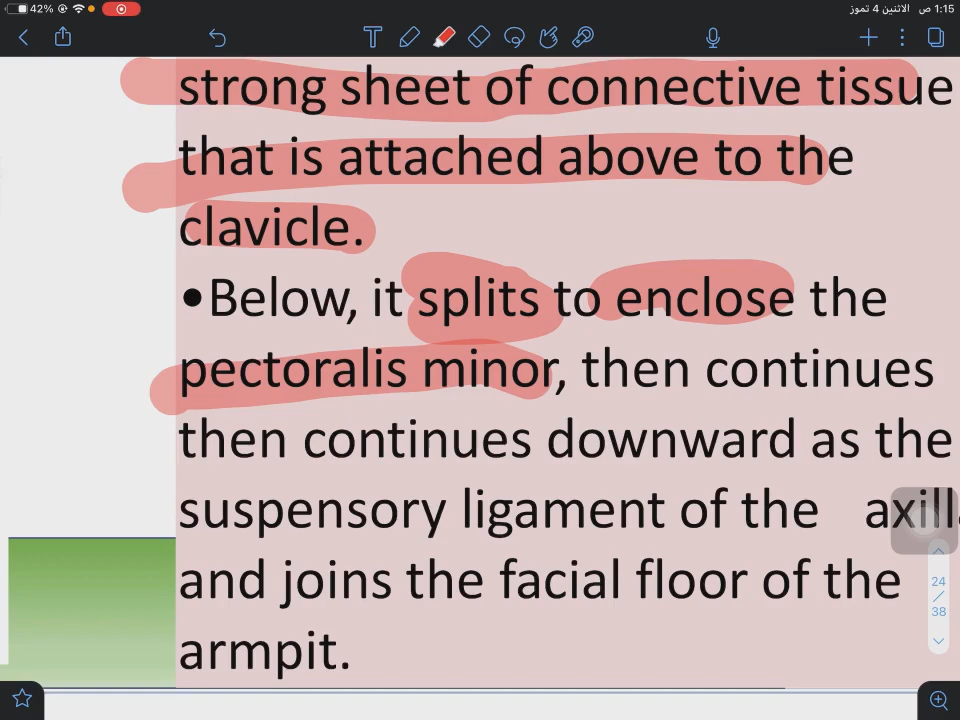 42%
1:15 ص الاثنين 4 تموز
strong sheet of connective tissue
that is attached above to the
clavicle.
•Below, it splits to enclose the
pectoralis minor, then continues
then continues downward as the
suspensory ligament of the axilla
and joins the facial floor of the
armpit.
24
/
38